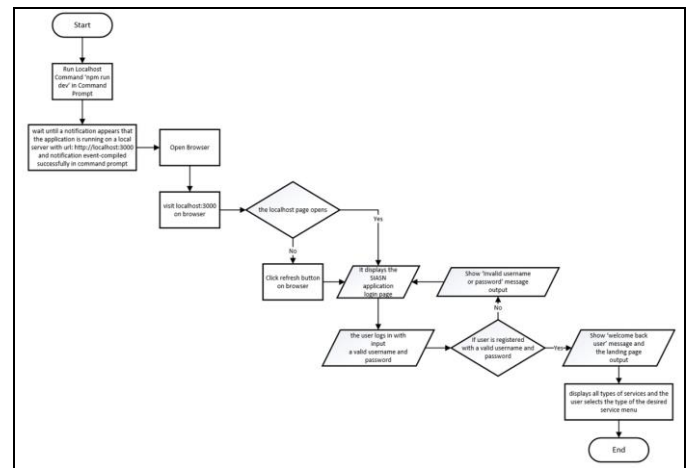 Start
Run Localhost
Command 'npm run
dev' in Command
Prompt
wait until a notification appears that
the application is running on a local
server with url: http://localhost:3000
and notification event-compiled
successfully in command prompt
Open Browser
visit localhost:3000
on browser
the localhost page opens
Yes
No
Click refresh button
on browser
It displays the
SIASN
application
login page
Show 'Invalid username
or password' message
output
No
the user logs in with
input
a valid username and
password
if user is registered
with a valid username and
password
Yes
Show 'welcome back
user' message and
the landing page
output
displays all types of services and the
user selects the type of the desired
service menu
End